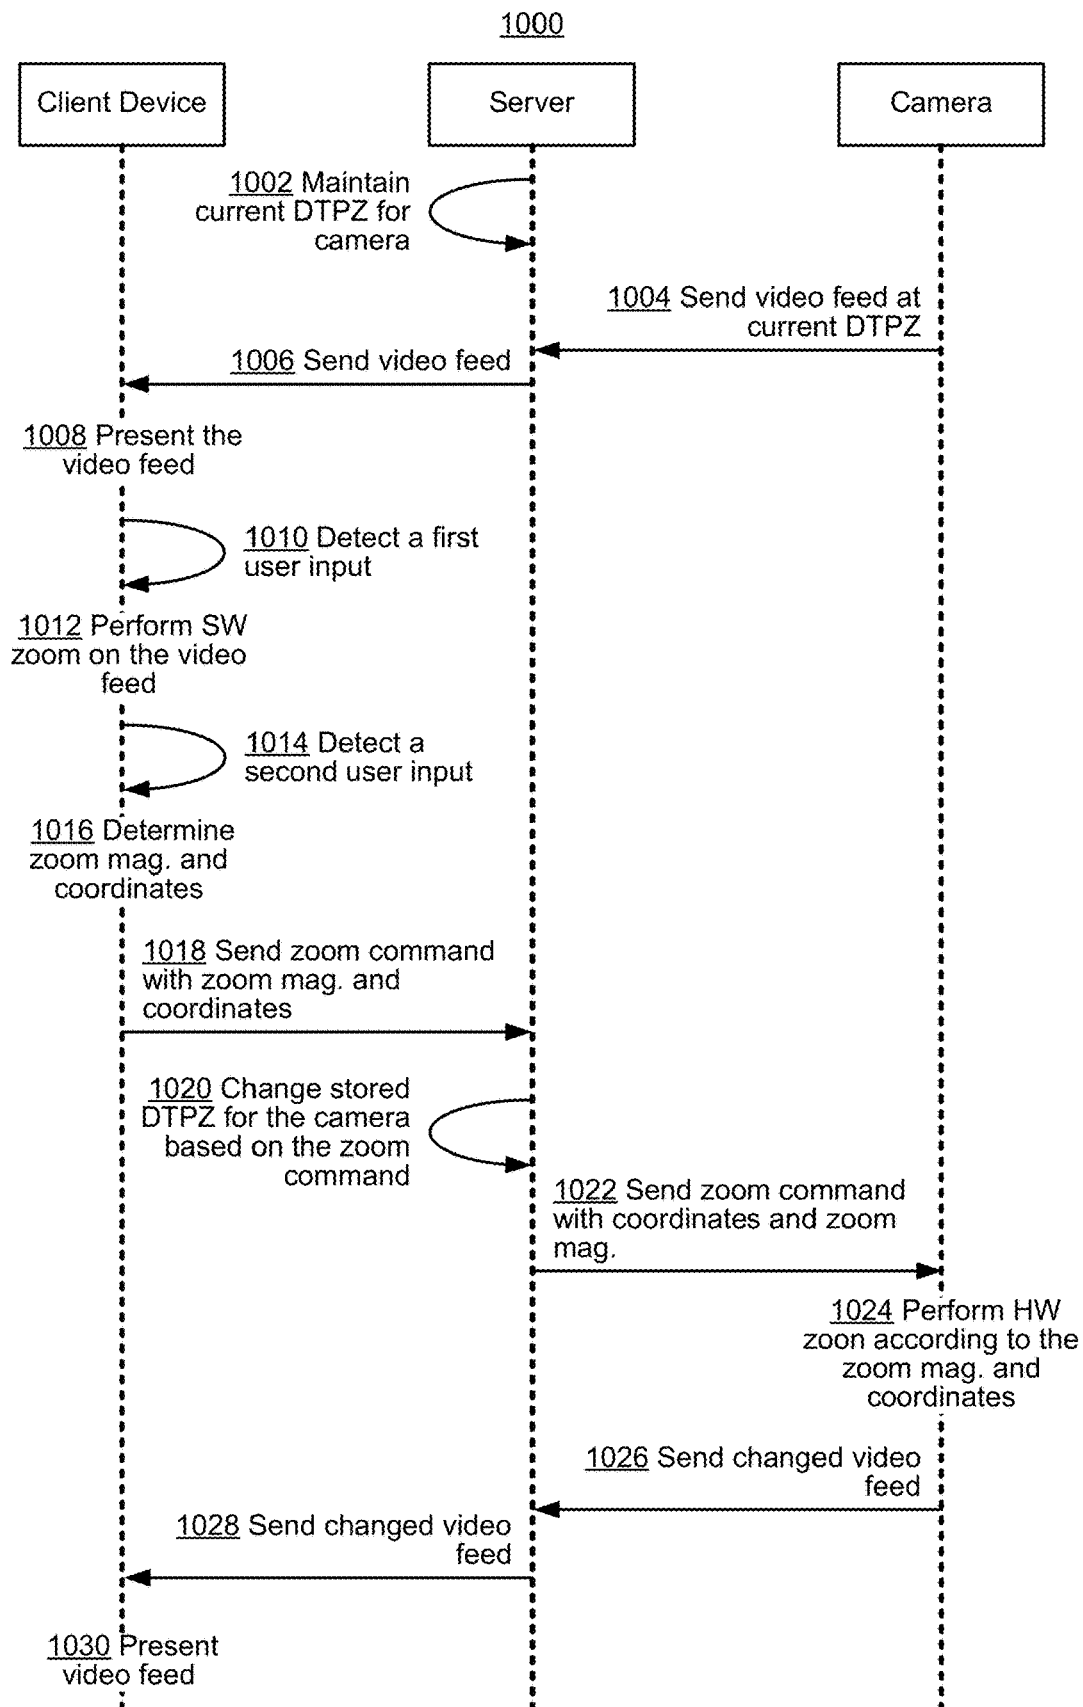 1000
Client Device
Server
Camera
1002 Maintain
current DTPZ for
camera
1004 Send video feed at
current DTPZ
1006 Send video feed
1008 Present the
video feed
1010 Detect a first
user input
1012 Perform SW
zoom on the video
feed
1014 Detect a
second user input
1016 Determine
zoom mag. and
coordinates
1018 Send zoom command
with zoom mag. and
coordinates
1020 Change stored
DTPZ for the camera
based on the zoom
command
1022 Send zoom command
with coordinates and zoom
mag.
1024 Perform HW
zoon according to the
zoom mag. and
coordinates
1026 Send changed video
feed
1028 Send changed video
feed
1030 Present
video feed